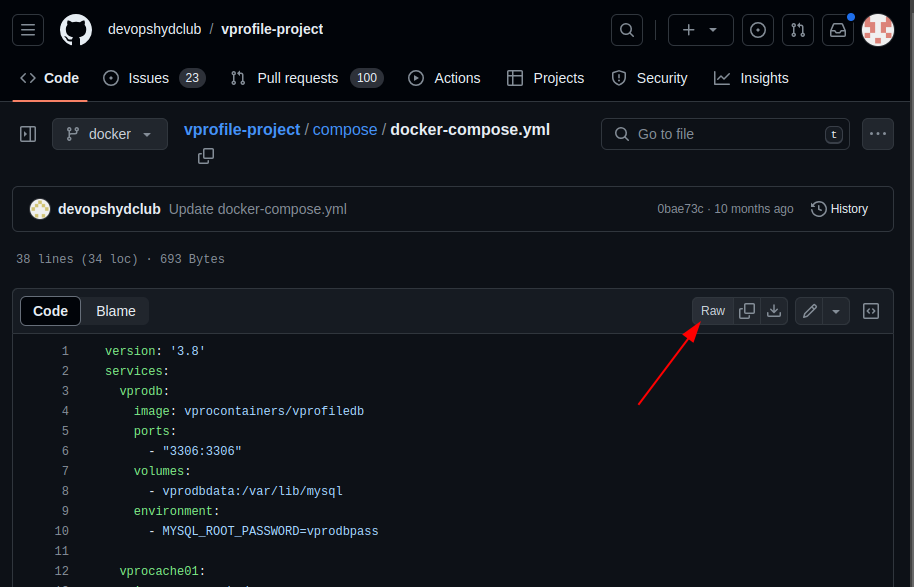 devopshydclub / vprofile-project
Code Issues 23 Pull requests 100 Actions Projects Security Insights
docker vprofile-project / compose / docker-compose.yml Go to file t
devopshydclub Update docker-compose.yml 0bae73c · 10 months ago History
38 lines (34 loc) · 693 Bytes
Code Blame Raw
1 version: '3.8'
2 services:
3 vprodb:
4 image: vprocontainers/vprofiledb
5 ports:
6 - "3306:3306"
7 volumes:
8 - vprodbdata:/var/lib/mysql
9 environment:
10 - MYSQL_ROOT_PASSWORD=vprodbpass
11
12 vprocache01: